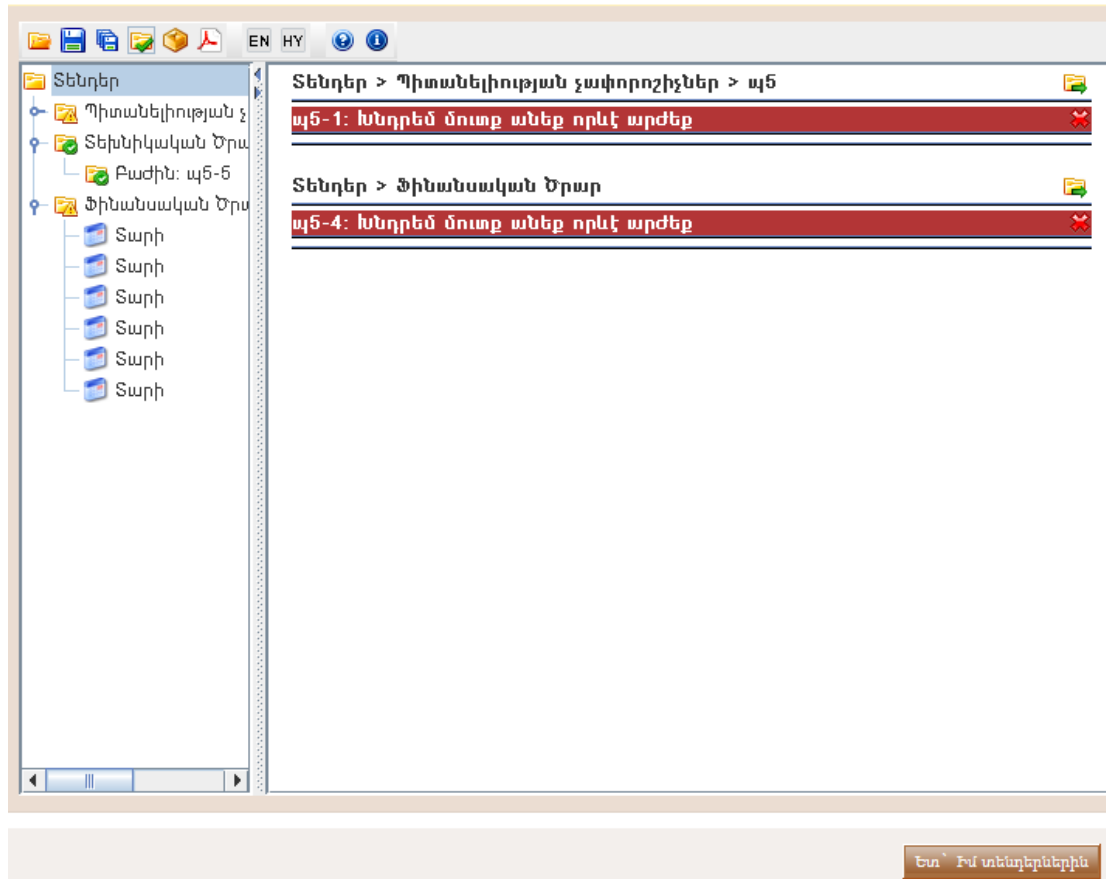 EN HY
Տենդեր
Պիտանելիության չ
Տեխնիկական Ծրա
Բաժին: պ5-5
Ֆինանսական Ծրա
Տարի
Տարի
Տարի
Տարի
Տարի
Տարի
Տենդեր > Պիտանելիության չափորոշիչներ > պ5
պ5-1: Խնդրեմ մուտք անեք որևէ արժեք
Տենդեր > Ֆինանսական Ծրար
պ5-4: Խնդրեմ մուտք անեք որևէ արժեք
Ետ՝ Իմ տենդերներին